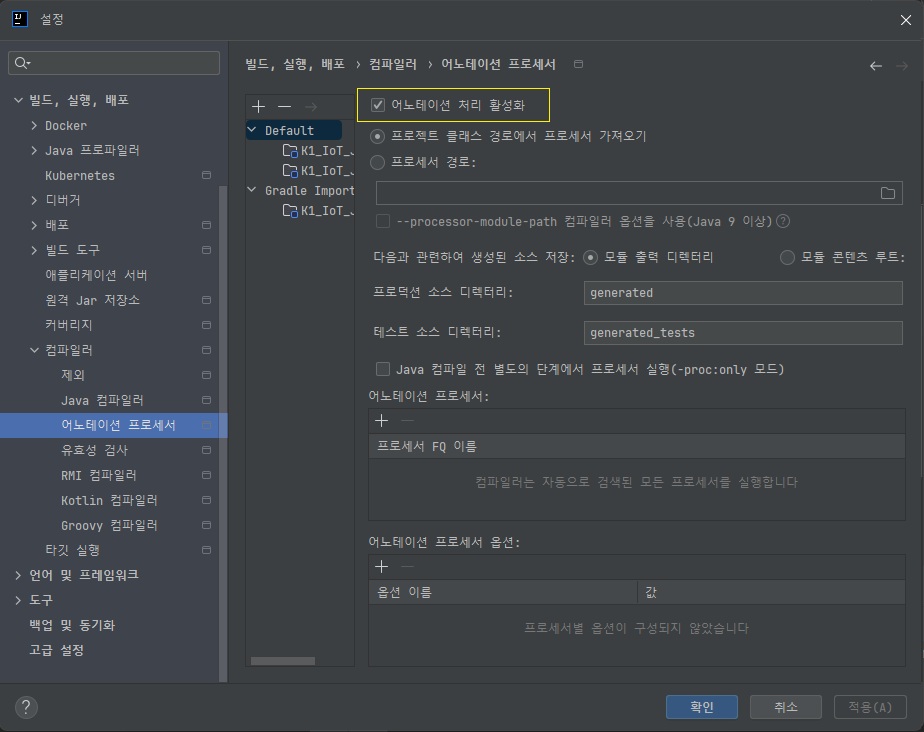 설정
빌드, 실행, 배포
Docker
Java 프로파일러
Kubernetes
디버거
배포
빌드 도구
애플리케이션 서버
원격 Jar 저장소
커버리지
컴파일러
제외
Java 컴파일러
어노테이션 프로세서
유효성 검사
RMI 컴파일러
Kotlin 컴파일러
Groovy 컴파일러
타깃 실행
언어 및 프레임워크
도구
백업 및 동기화
고급 설정
빌드, 실행, 배포 › 컴파일러 › 어노테이션 프로세서
Default
K1_IoT_J
K1_IoT_J
Gradle Import
K1_IoT_J
어노테이션 처리 활성화
프로젝트 클래스 경로에서 프로세서 가져오기
프로세서 경로:
--processor-module-path 컴파일러 옵션을 사용(Java 9 이상)
다음과 관련하여 생성된 소스 저장: 모듈 출력 디렉터리 모듈 콘텐츠 루트:
프로덕션 소스 디렉터리: generated
테스트 소스 디렉터리: generated_tests
Java 컴파일 전 별도의 단계에서 프로세서 실행(-proc:only 모드)
어노테이션 프로세서:
프로세서 FQ 이름
컴파일러는 자동으로 검색된 모든 프로세서를 실행합니다
어노테이션 프로세서 옵션:
옵션 이름 값
프로세서별 옵션이 구성되지 않았습니다
? 확인 취소 적용(A)